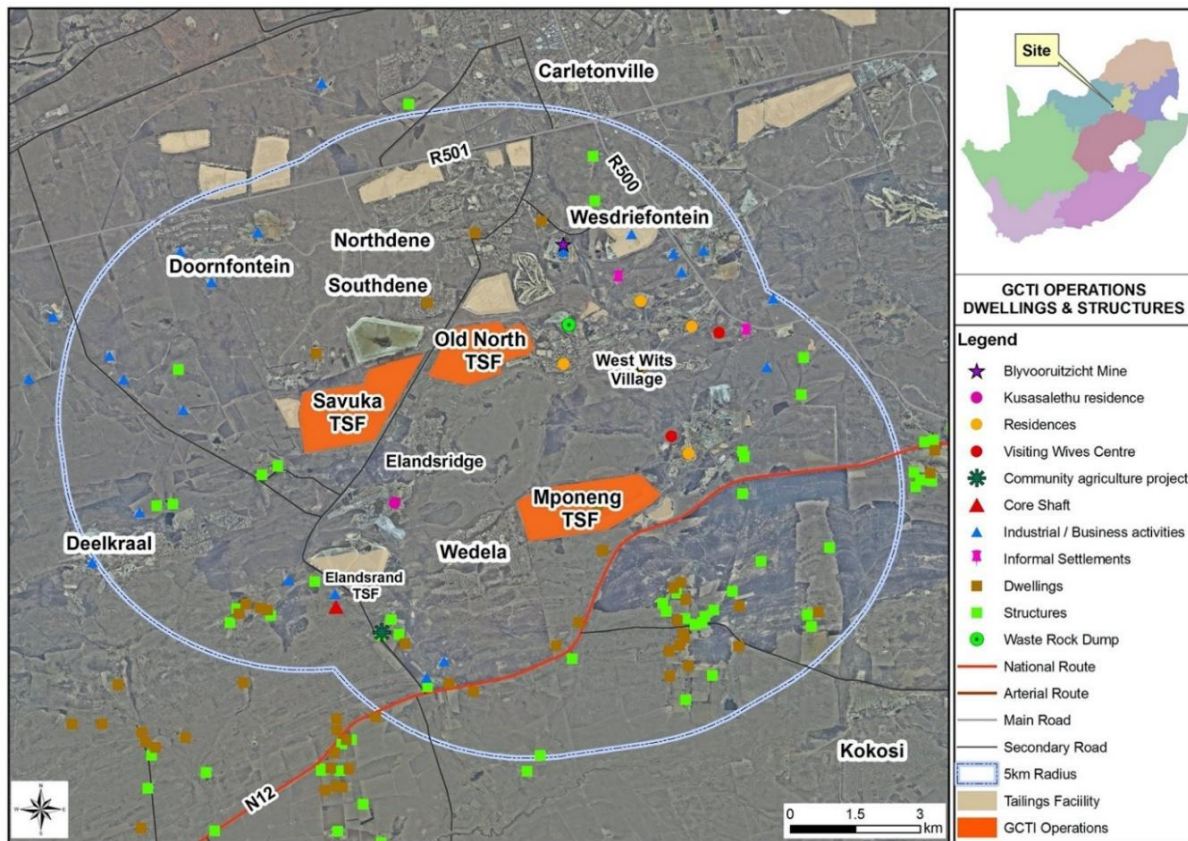 Carletonville
R501
R500
Wesdriefontein
Northdene
Doornfontein
Southdene
Old North
TSF
West Wits
Village
Savuka
TSF
Elandsridge
Mponeng
TSF
Deelkraal
Wedela
Elandsrand
TSF
Kokosi
N12
N
W
E
S
0 1.5 3
km
Site
GCTI OPERATIONS
DWELLINGS & STRUCTURES
Legend
Blyvooruitzicht Mine
Kusasalethu residence
Residences
Visiting Wives Centre
Community agriculture project
Core Shaft
Industrial / Business activities
Informal Settlements
Dwellings
Structures
Waste Rock Dump
National Route
Arterial Route
Main Road
Secondary Road
5km Radius
Tailings Faciility
GCTI Operations